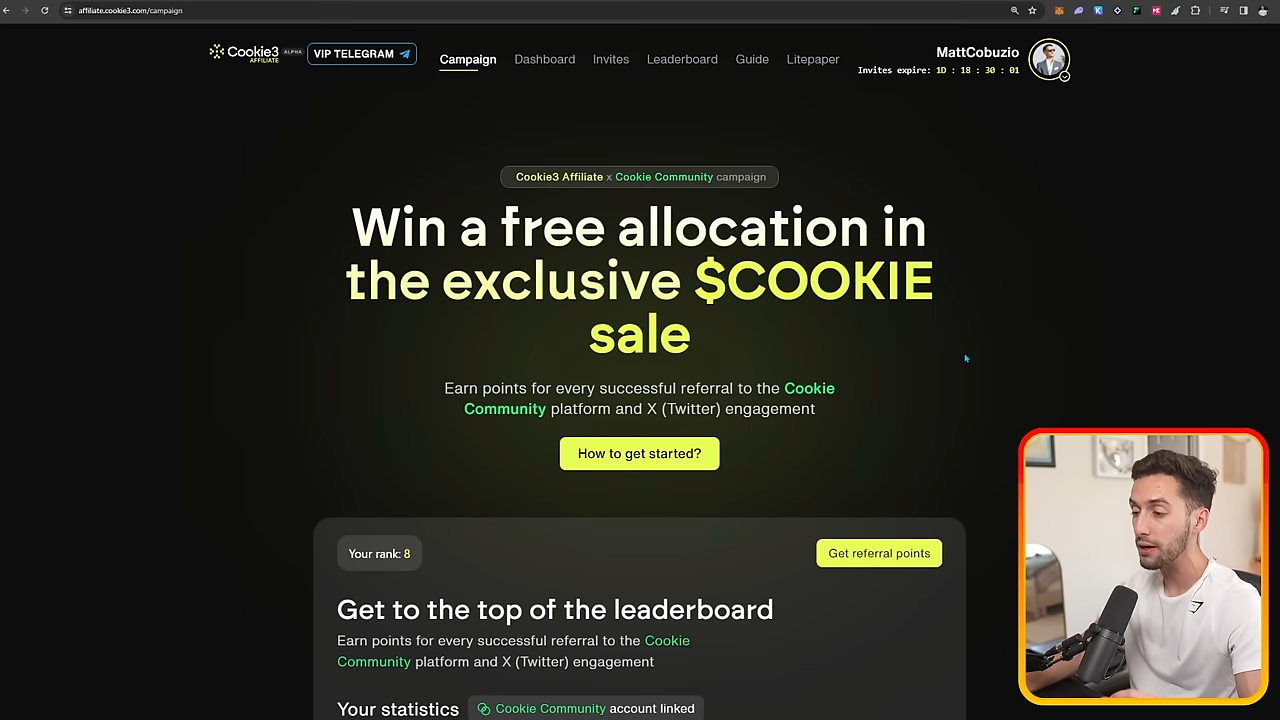 affiliate.cookie3.com/campaign
Cookie3 ALPHA
AFFILIATE
VIP TELEGRAM
Campaign
Dashboard
Invites
Leaderboard
Guide
Litepaper
MattCobuzio
Invites expire: 1D : 18 : 30 : 01
Cookie3 Affiliate x Cookie Community campaign
Win a free allocation in
the exclusive $COOKIE
sale
Earn points for every successful referral to the Cookie
Community platform and X (Twitter) engagement
How to get started?
Your rank: 8
Get referral points
Get to the top of the leaderboard
Earn points for every successful referral to the Cookie
Community platform and X (Twitter) engagement
Your statistics
Cookie Community account linked